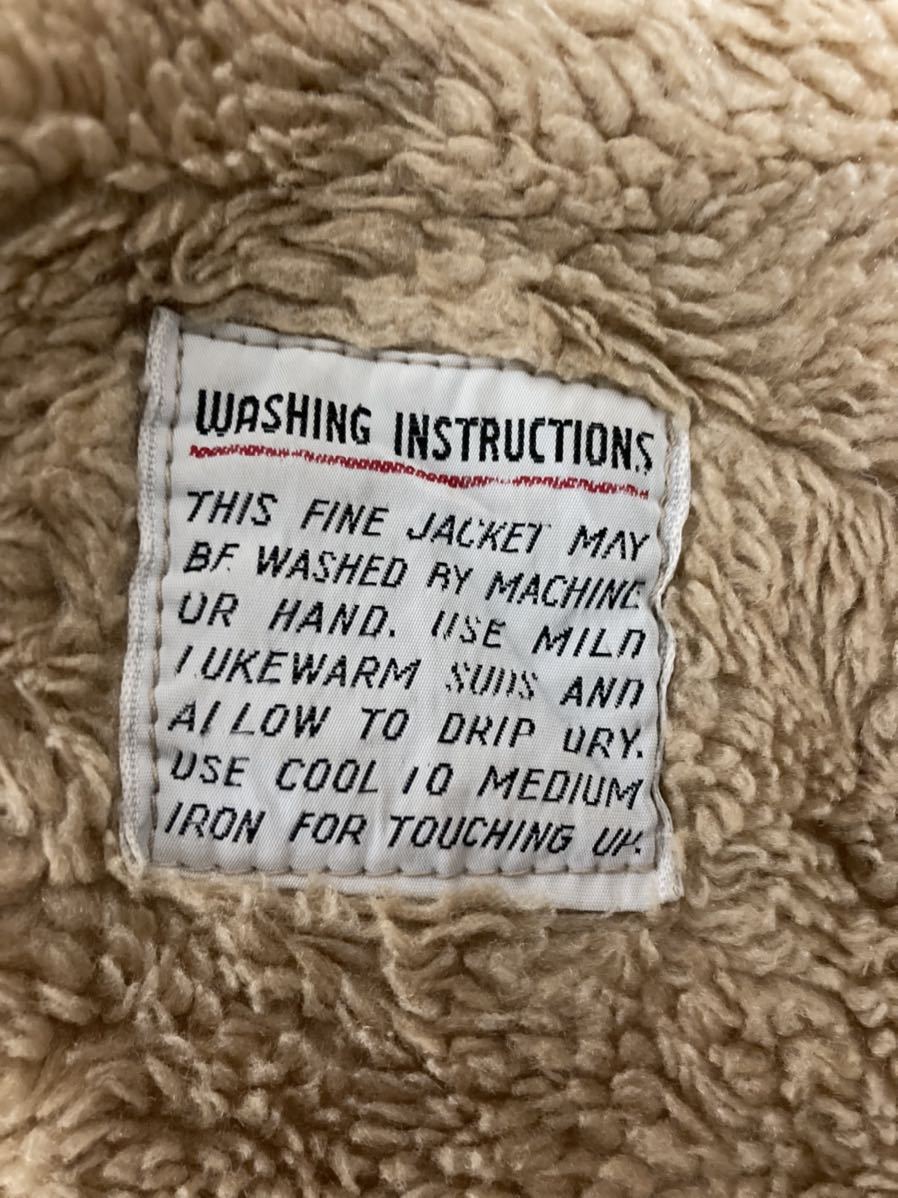 WASHING INSTRUCTIONS
THIS FINE JACKET MAY
BE WASHED BY MACHINE
OR HAND. USE MILD
LUKEWARM SUDS AND
ALLOW TO DRIP DRY.
USE COOL TO MEDIUM
IRON FOR TOUCHING UP.